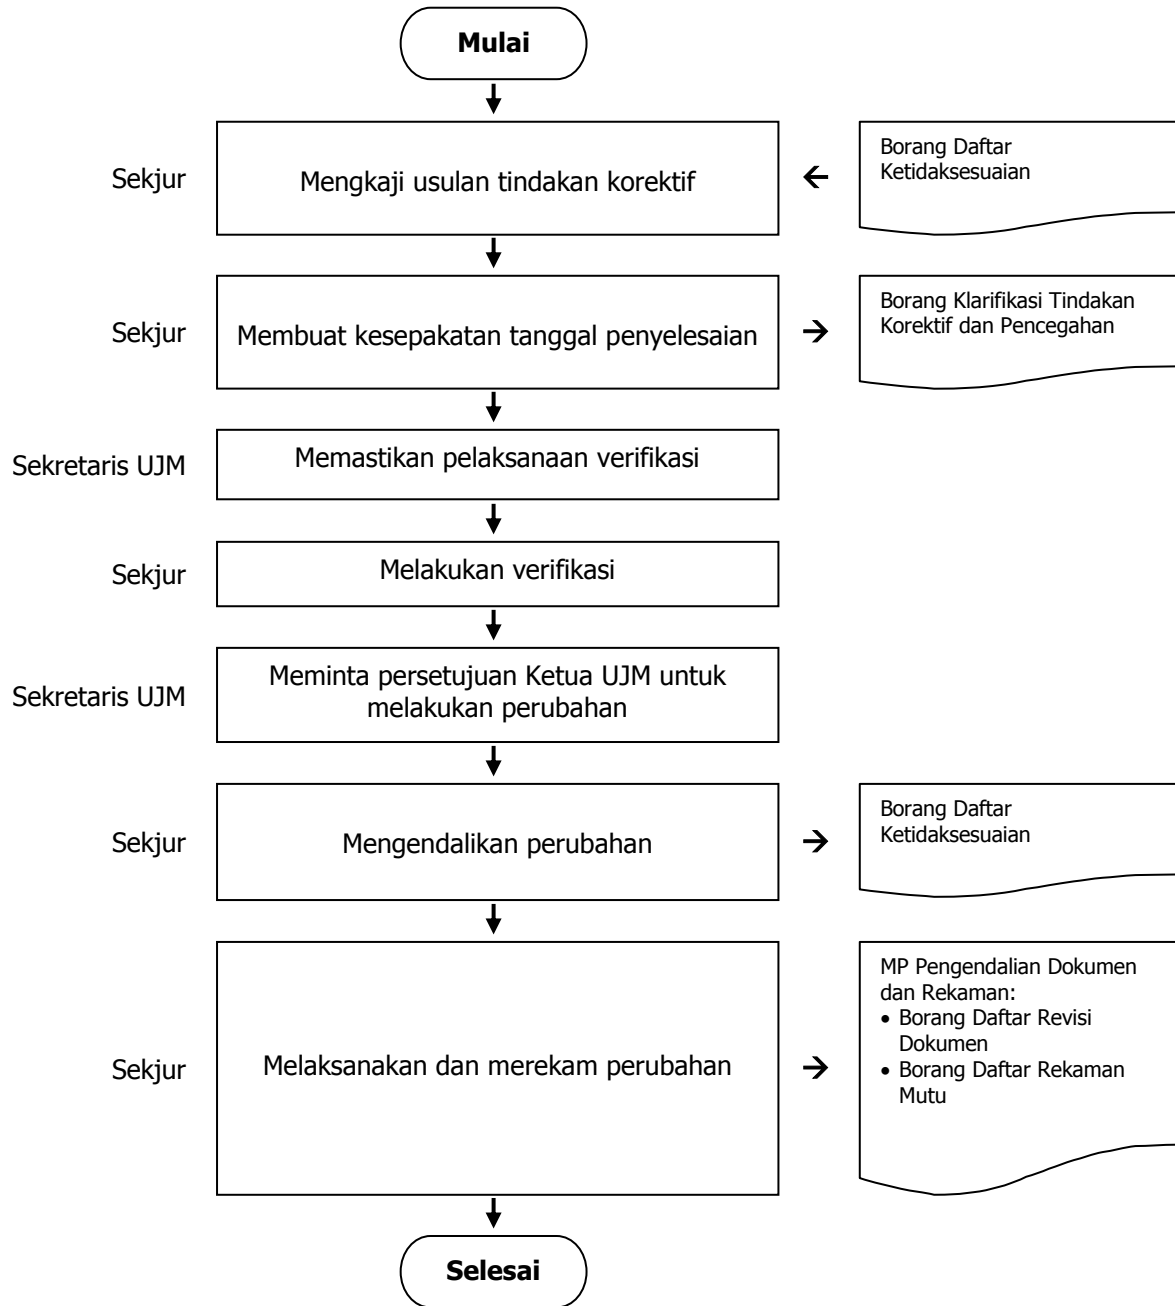 Mulai
Sekjur
Mengkaji usulan tindakan korektif
Borang Daftar
Ketidaksesuaian
Sekjur
Membuat kesepakatan tanggal penyelesaian
Borang Klarifikasi Tindakan
Korektif dan Pencegahan
Sekretaris UJM
Memastikan pelaksanaan verifikasi
Sekjur
Melakukan verifikasi
Sekretaris UJM
Meminta persetujuan Ketua UJM untuk
melakukan perubahan
Sekjur
Mengendalikan perubahan
Borang Daftar
Ketidaksesuaian
Sekjur
Melaksanakan dan merekam perubahan
MP Pengendalian Dokumen
dan Rekaman:
• Borang Daftar Revisi
Dokumen
• Borang Daftar Rekaman
Mutu
Selesai